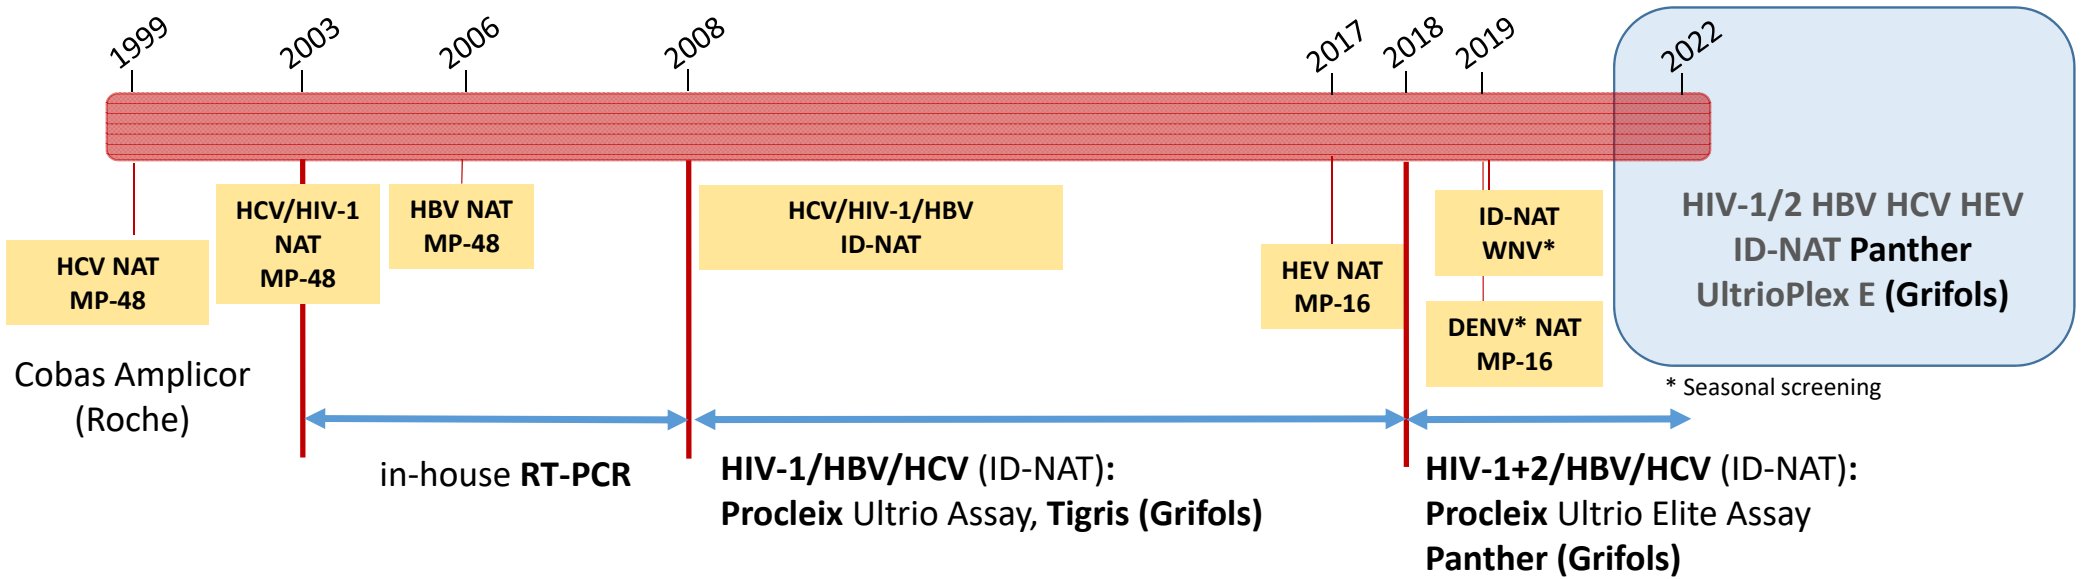 1999
2003
2006
2008
2017
2018
2019
2022
HCV NAT
MP-48
HCV/HIV-1
NAT
MP-48
HBV NAT
MP-48
HCV/HIV-1/HBV
ID-NAT
HEV NAT
MP-16
ID-NAT
WNV*
DENV* NAT
MP-16
HIV-1/2 HBV HCV HEV
ID-NAT Panther
UltrioPlex E (Grifols)
* Seasonal screening
Cobas Amplicor
(Roche)
in-house RT-PCR
HIV-1/HBV/HCV (ID-NAT):
Procleix Ultrio Assay, Tigris (Grifols)
HIV-1+2/HBV/HCV (ID-NAT):
Procleix Ultrio Elite Assay
Panther (Grifols)